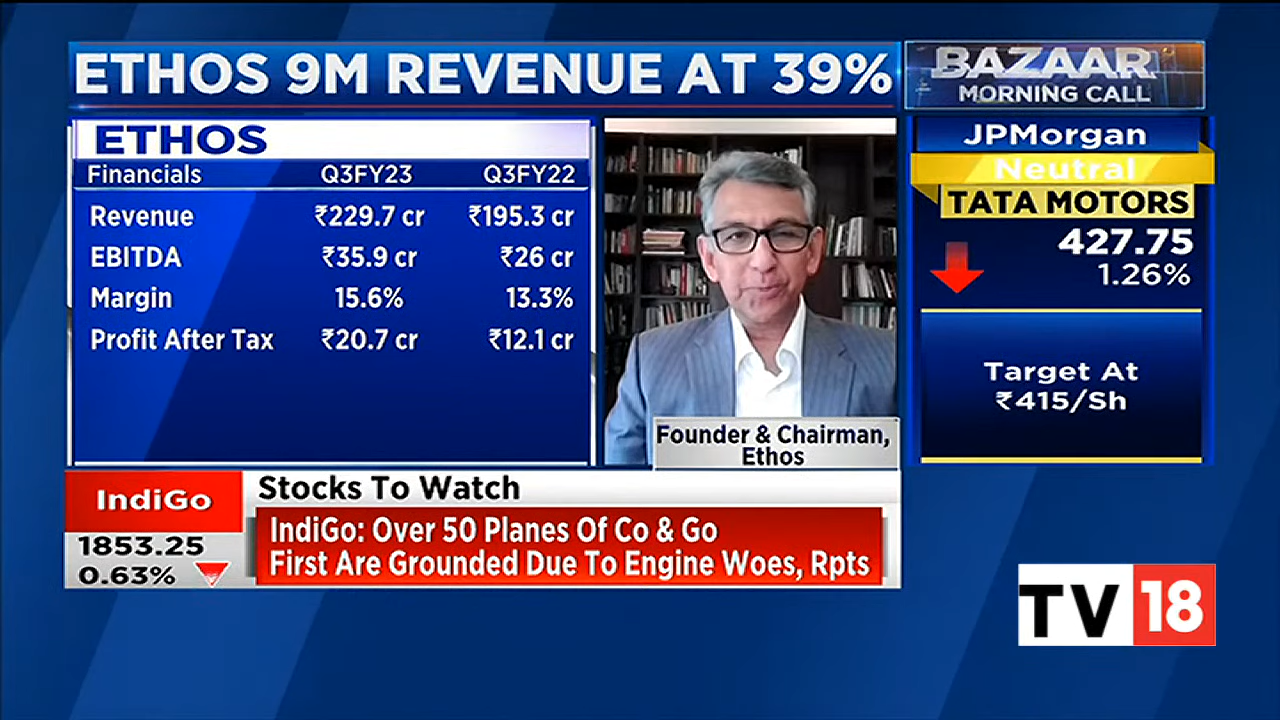 ETHOS 9M REVENUE AT 39%
BAZAAR
MORNING CALL
ETHOS
Financials Q3FY23 Q3FY22
Revenue ₹229.7 cr ₹195.3 cr
EBITDA ₹35.9 cr ₹26 cr
Margin 15.6% 13.3%
Profit After Tax ₹20.7 cr ₹12.1 cr
Founder & Chairman,
Ethos
JPMorgan
Neutral
TATA MOTORS
427.75
1.26%
Target At
₹415/Sh
IndiGo
1853.25
0.63%
Stocks To Watch
IndiGo: Over 50 Planes Of Co & Go
First Are Grounded Due To Engine Woes, Rpts
TV18